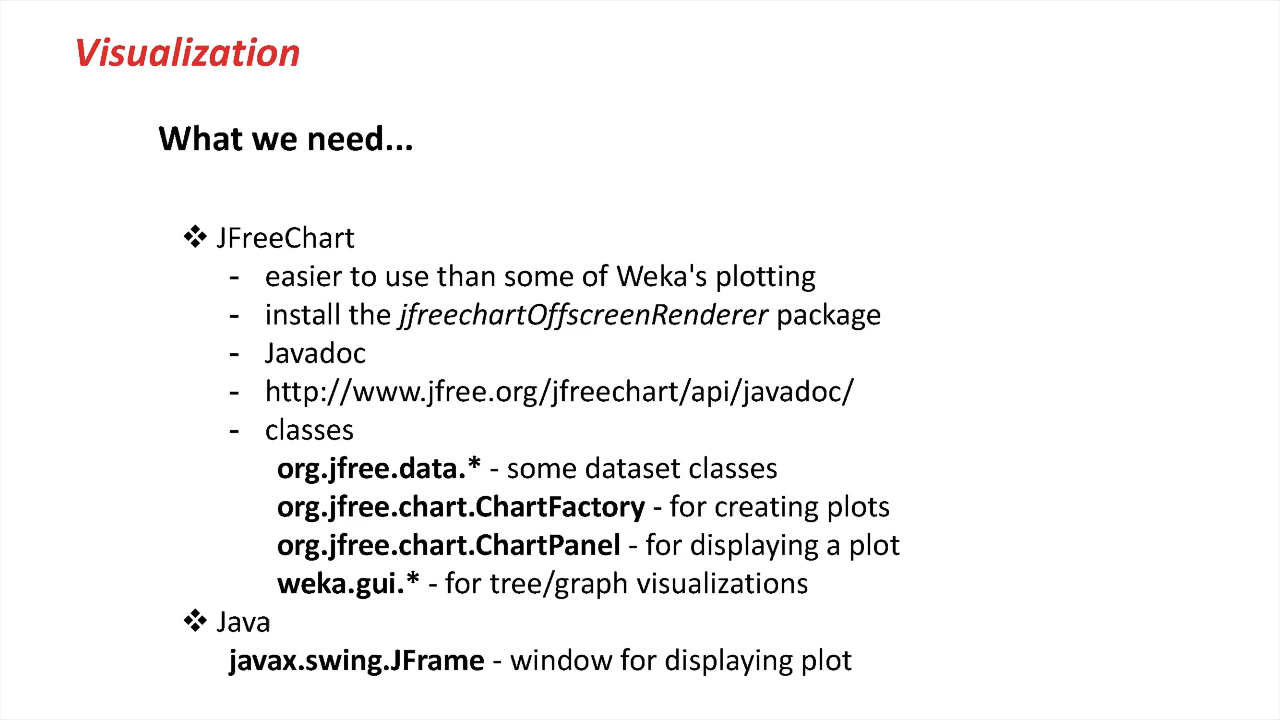 Visualization
What we need...
❖ JFreeChart
- easier to use than some of Weka's plotting
- install the jfreechartOffscreenRenderer package
- Javadoc
- http://www.jfree.org/jfreechart/api/javadoc/
- classes
org.jfree.data.* - some dataset classes
org.jfree.chart.ChartFactory - for creating plots
org.jfree.chart.ChartPanel - for displaying a plot
weka.gui.* - for tree/graph visualizations
❖ Java
javax.swing.JFrame - window for displaying plot